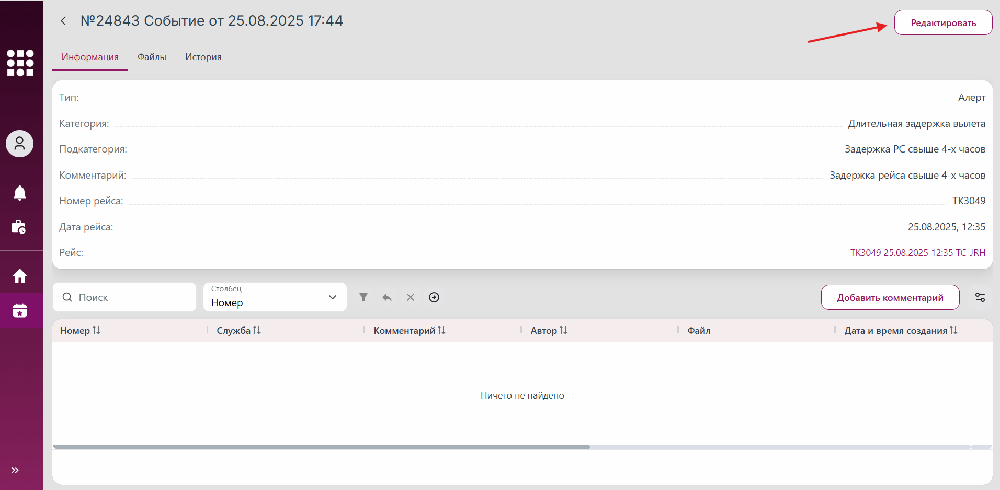 №24843 Событие от 25.08.2025 17:44
Редактировать
Информация Файлы История
Тип: Алерт
Категория: Длительная задержка вылета
Подкатегория: Задержка РС свыше 4-х часов
Комментарий: Задержка рейса свыше 4-х часов
Номер рейса: ТК3049
Дата рейса: 25.08.2025, 12:35
Рейс: ТК3049 25.08.2025 12:35 TC-JRH
Поиск
Столбец
Номер
Добавить комментарий
Номер Служба Комментарий Автор Файл Дата и время создания
Ничего не найдено